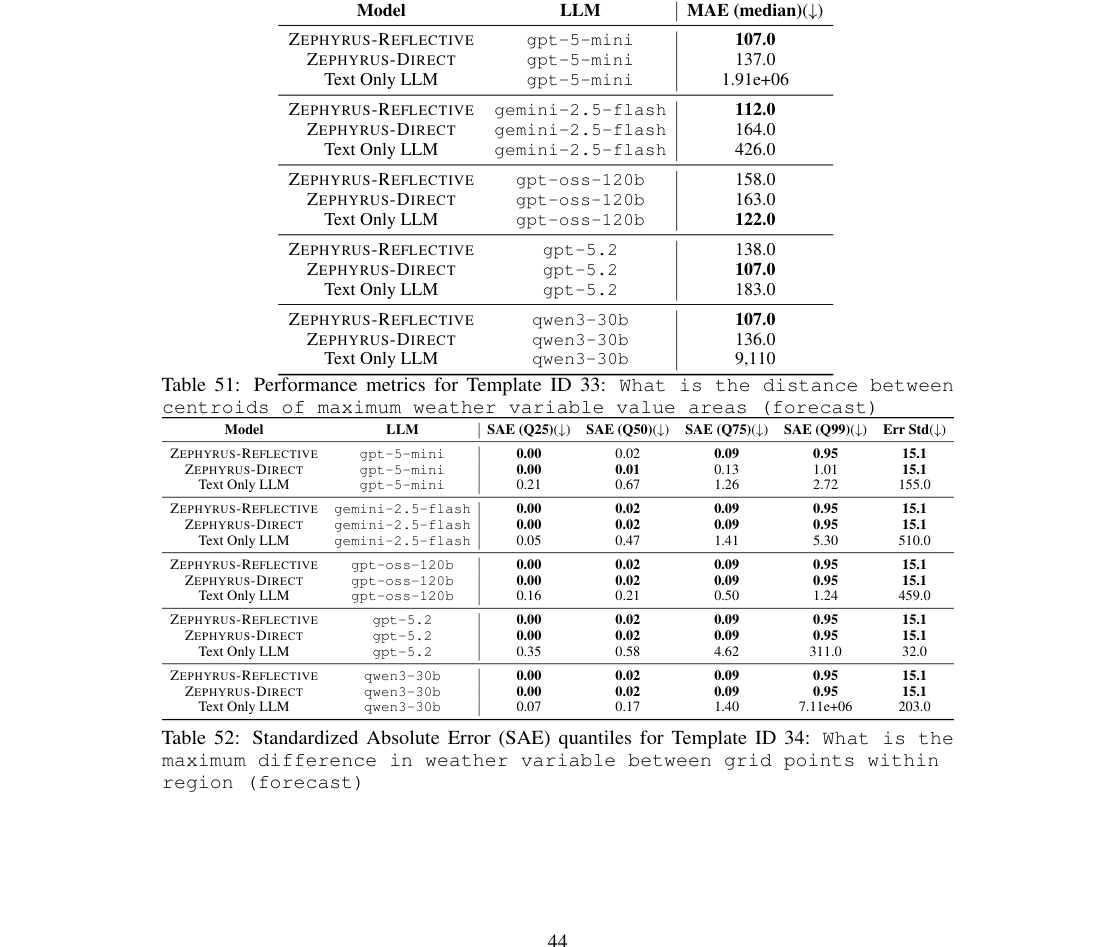 Model LLM MAE (median)(↓)
ZEPHYRUS-REFLECTIVE gpt-5-mini 107.0
ZEPHYRUS-DIRECT gpt-5-mini 137.0
Text Only LLM gpt-5-mini 1.91e+06
ZEPHYRUS-REFLECTIVE gemini-2.5-flash 112.0
ZEPHYRUS-DIRECT gemini-2.5-flash 164.0
Text Only LLM gemini-2.5-flash 426.0
ZEPHYRUS-REFLECTIVE gpt-oss-120b 158.0
ZEPHYRUS-DIRECT gpt-oss-120b 163.0
Text Only LLM gpt-oss-120b 122.0
ZEPHYRUS-REFLECTIVE gpt-5.2 138.0
ZEPHYRUS-DIRECT gpt-5.2 107.0
Text Only LLM gpt-5.2 183.0
ZEPHYRUS-REFLECTIVE qwen3-30b 107.0
ZEPHYRUS-DIRECT qwen3-30b 136.0
Text Only LLM qwen3-30b 9,110
Table 51: Performance metrics for Template ID 33: What is the distance between
centroids of maximum weather variable value areas (forecast)
Model LLM SAE (Q25)(↓) SAE (Q50)(↓) SAE (Q75)(↓) SAE (Q99)(↓) Err Std(↓)
ZEPHYRUS-REFLECTIVE gpt-5-mini 0.00 0.02 0.09 0.95 15.1
ZEPHYRUS-DIRECT gpt-5-mini 0.00 0.01 0.13 1.01 15.1
Text Only LLM gpt-5-mini 0.21 0.67 1.26 2.72 155.0
ZEPHYRUS-REFLECTIVE gemini-2.5-flash 0.00 0.02 0.09 0.95 15.1
ZEPHYRUS-DIRECT gemini-2.5-flash 0.00 0.02 0.09 0.95 15.1
Text Only LLM gemini-2.5-flash 0.05 0.47 1.41 5.30 510.0
ZEPHYRUS-REFLECTIVE gpt-oss-120b 0.00 0.02 0.09 0.95 15.1
ZEPHYRUS-DIRECT gpt-oss-120b 0.00 0.02 0.09 0.95 15.1
Text Only LLM gpt-oss-120b 0.16 0.21 0.50 1.24 459.0
ZEPHYRUS-REFLECTIVE gpt-5.2 0.00 0.02 0.09 0.95 15.1
ZEPHYRUS-DIRECT gpt-5.2 0.00 0.02 0.09 0.95 15.1
Text Only LLM gpt-5.2 0.35 0.58 4.62 311.0 32.0
ZEPHYRUS-REFLECTIVE qwen3-30b 0.00 0.02 0.09 0.95 15.1
ZEPHYRUS-DIRECT qwen3-30b 0.00 0.02 0.09 0.95 15.1
Text Only LLM qwen3-30b 0.07 0.17 1.40 7.11e+06 203.0
Table 52: Standardized Absolute Error (SAE) quantiles for Template ID 34: What is the
maximum difference in weather variable between grid points within
region (forecast)
44